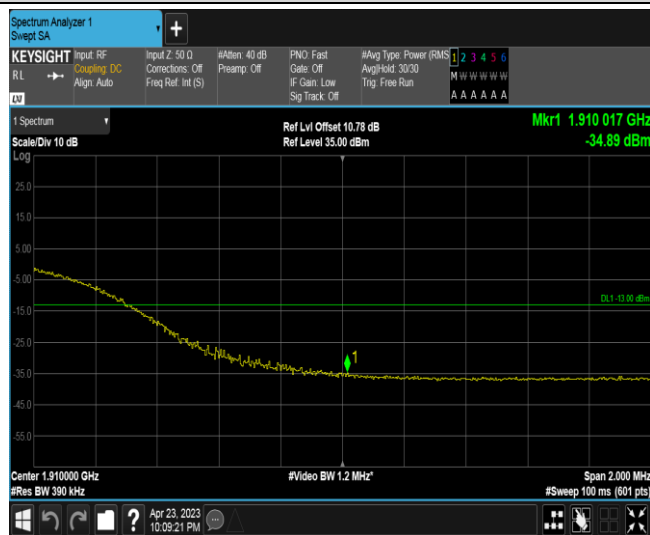 Spectrum Analyzer 1
Swept SA
KEYSIGHT
RL
LXI
Input: RF
Coupling: DC
Align: Auto
Input Z: 50 Ω
Corrections: Off
Freq Ref: Int (S)
#Atten: 40 dB
Preamp: Off
PNO: Fast
Gate: Off
IF Gain: Low
Sig Track: Off
#Avg Type: Power (RMS
Avg|Hold: 30/30
Trig: Free Run
1 2 3 4 5 6
M W W W W W
A A A A A A
1 Spectrum
Scale/Div 10 dB
Ref Lvl Offset 10.78 dB
Ref Level 35.00 dBm
Mkr1 1.910 017 GHz
-34.89 dBm
Log
25.0
15.0
5.00
-5.00
-15.0
-25.0
-35.0
-45.0
-55.0
DL1 -13.00 dBm
1
Center 1.910000 GHz
#Res BW 390 kHz
#Video BW 1.2 MHz*
Span 2.000 MHz
#Sweep 100 ms (601 pts)
?
Apr 23, 2023
10:09:21 PM